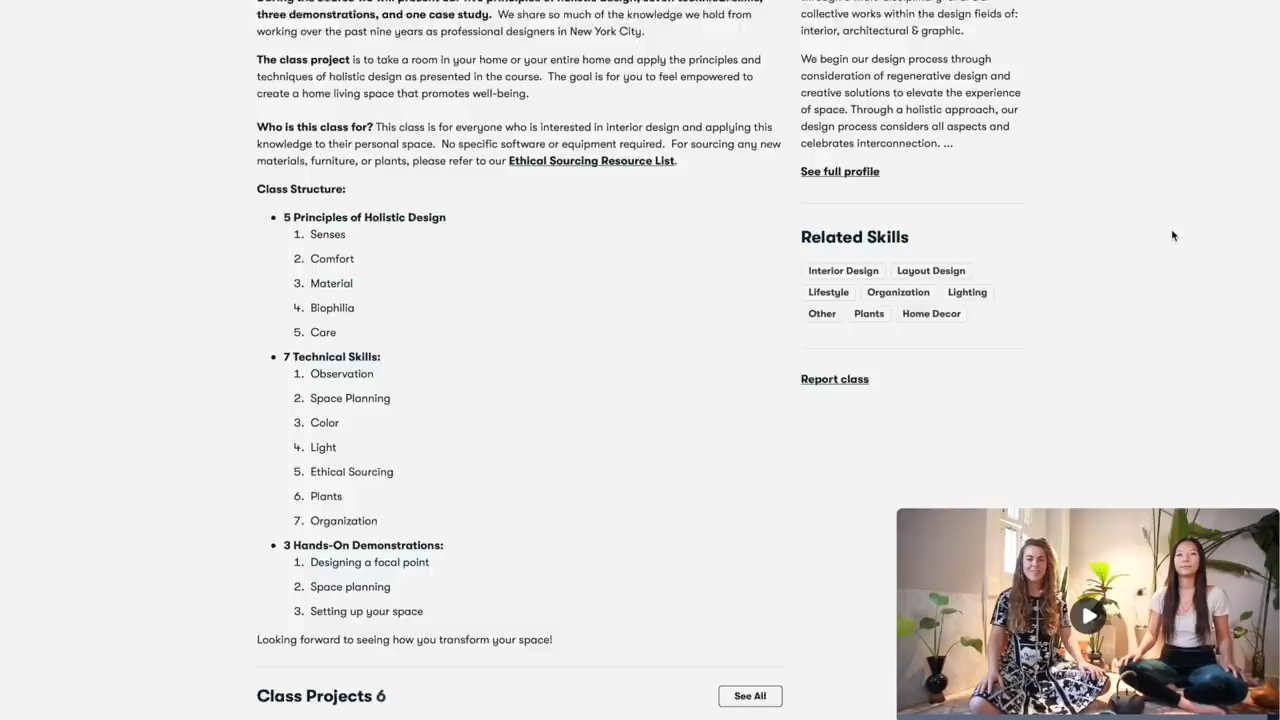 three demonstrations, and one case study. We share so much of the knowledge we hold from
working over the past nine years as professional designers in New York City.
The class project is to take a room in your home or your entire home and apply the principles and
techniques of holistic design as presented in the course. The goal is for you to feel empowered to
create a home living space that promotes well-being.
Who is this class for? This class is for everyone who is interested in interior design and applying this
knowledge to their personal space. No specific software or equipment required. For sourcing any new
materials, furniture, or plants, please refer to our Ethical Sourcing Resource List.
Class Structure:
• 5 Principles of Holistic Design
1. Senses
2. Comfort
3. Material
4. Biophilia
5. Care
• 7 Technical Skills:
1. Observation
2. Space Planning
3. Color
4. Light
5. Ethical Sourcing
6. Plants
7. Organization
• 3 Hands-On Demonstrations:
1. Designing a focal point
2. Space planning
3. Setting up your space
Looking forward to seeing how you transform your space!
Class Projects 6
See All
collective works within the design fields of:
interior, architectural & graphic.
We begin our design process through
consideration of regenerative design and
creative solutions to elevate the experience
of space. Through a holistic approach, our
design process considers all aspects and
celebrates interconnection. ...
See full profile
Related Skills
Interior Design Layout Design
Lifestyle Organization Lighting
Other Plants Home Decor
Report class